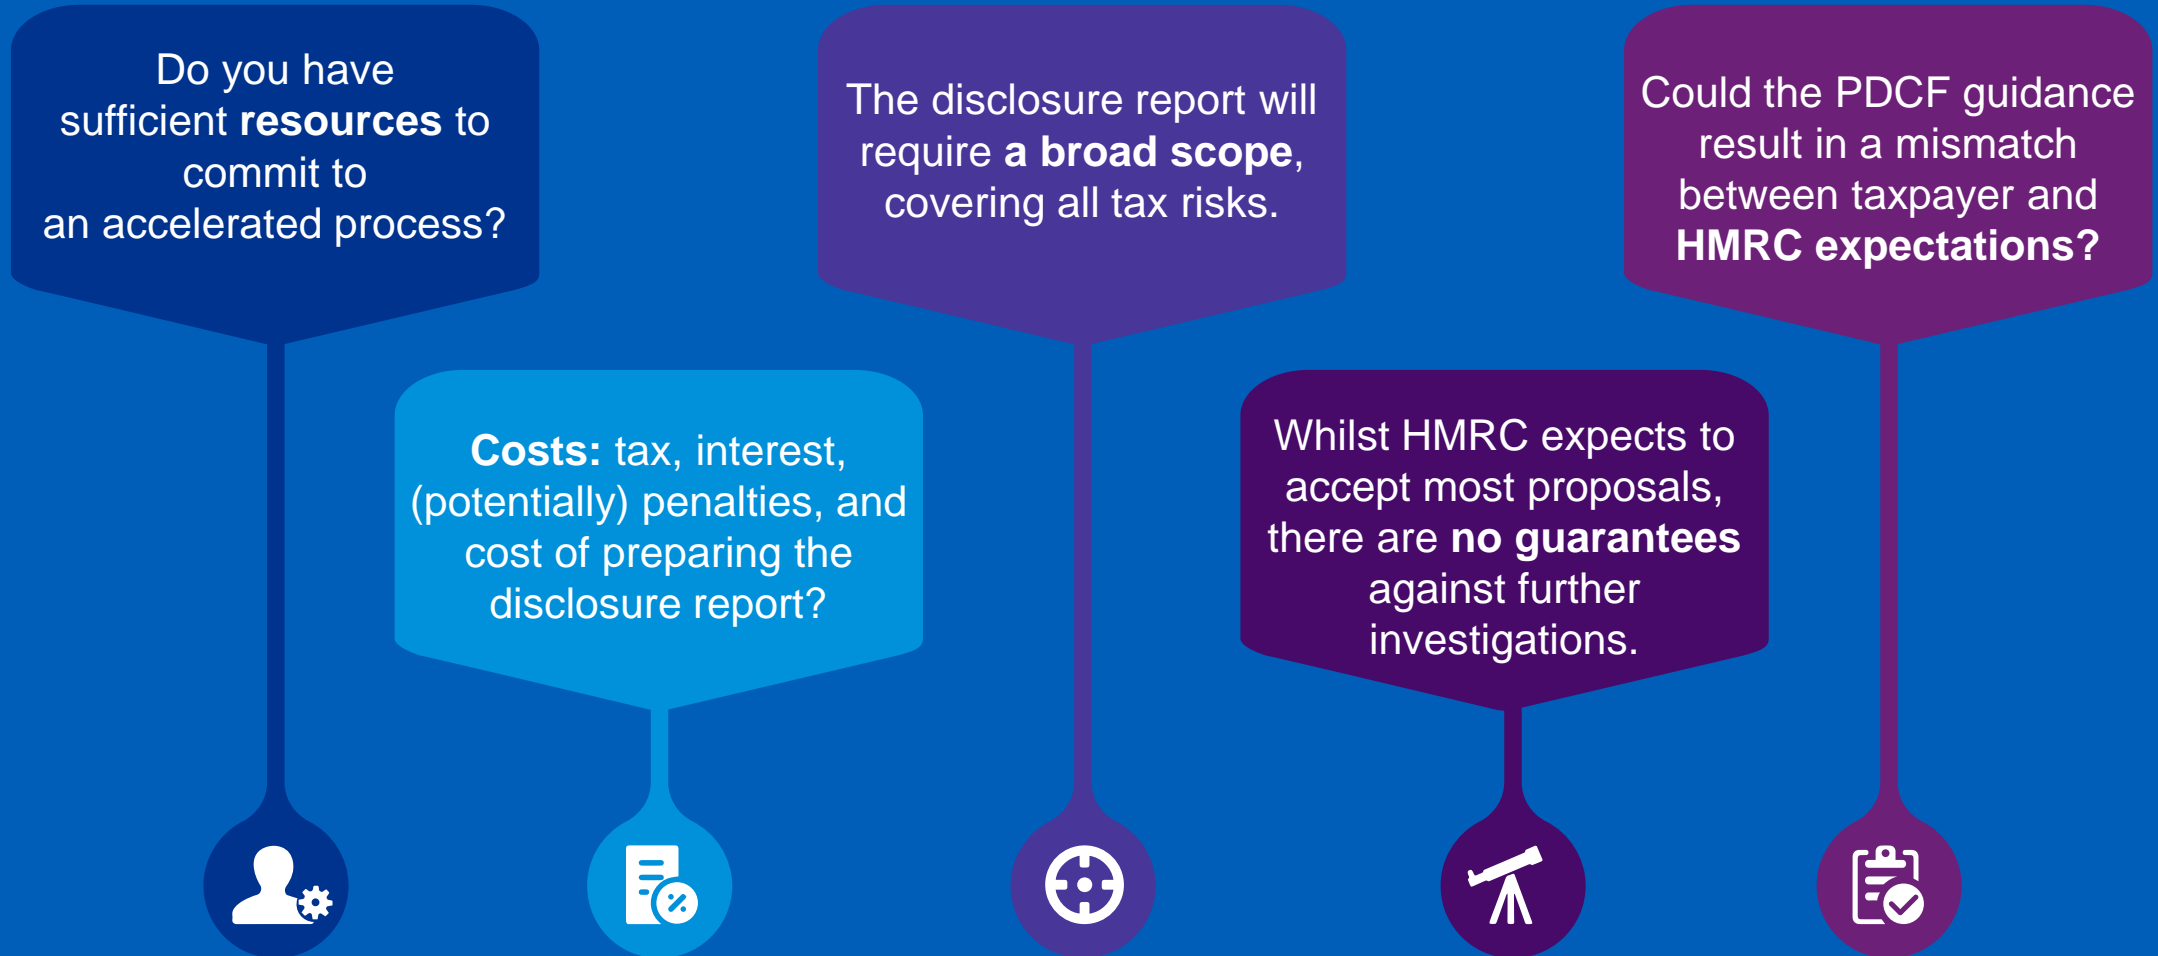 Do you have
sufficient resources to
commit to
an accelerated process?
Costs: tax, interest,
(potentially) penalties, and
cost of preparing the
disclosure report?
The disclosure report will
require a broad scope,
covering all tax risks.
Whilst HMRC expects to
accept most proposals,
there are no guarantees
against further
investigations.
Could the PDCF guidance
result in a mismatch
between taxpayer and
HMRC expectations?